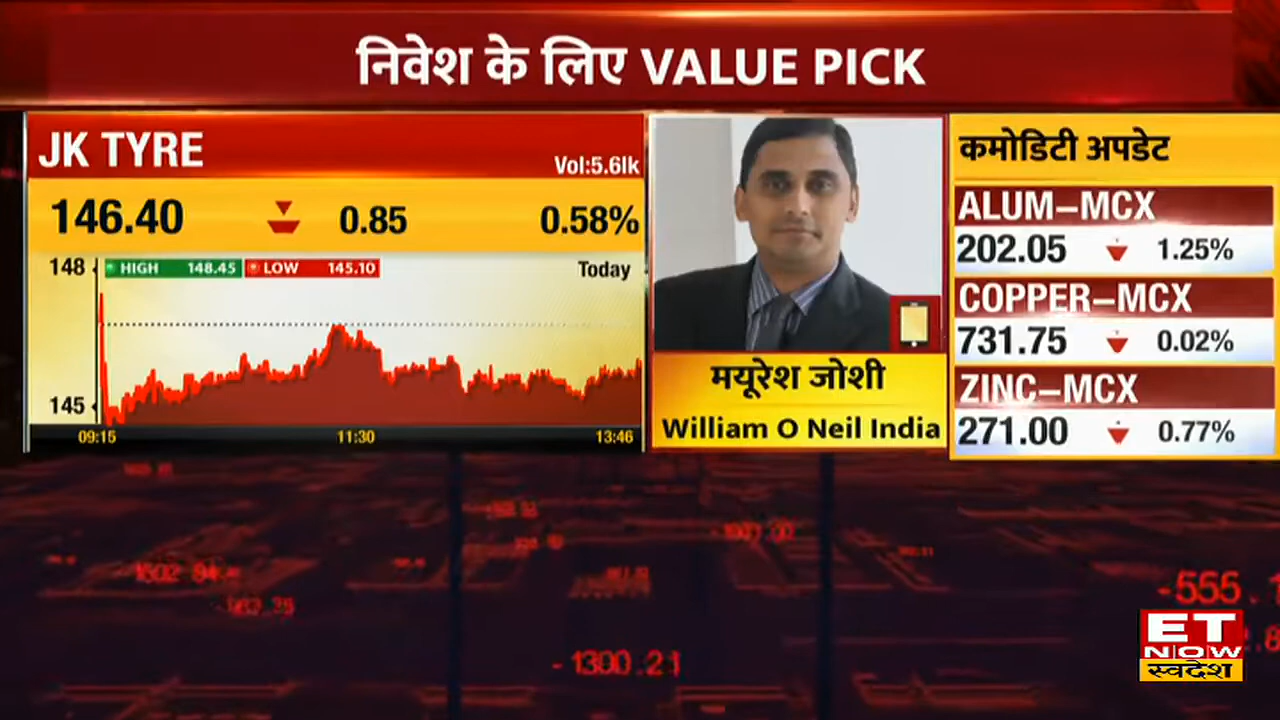 निवेश के लिए VALUE PICK
JK TYRE
Vol:5.6lk
146.40 0.85 0.58%
148
HIGH 148.45 LOW 145.10
Today
145
09:15 11:30 13:46
मयूरेश जोशी
William O Neil India
कमोडिटी अपडेट
ALUM-MCX
202.05 1.25%
COPPER-MCX
731.75 0.02%
ZINC-MCX
271.00 0.77%
-1300.21
ET
NOW
स्वदेश